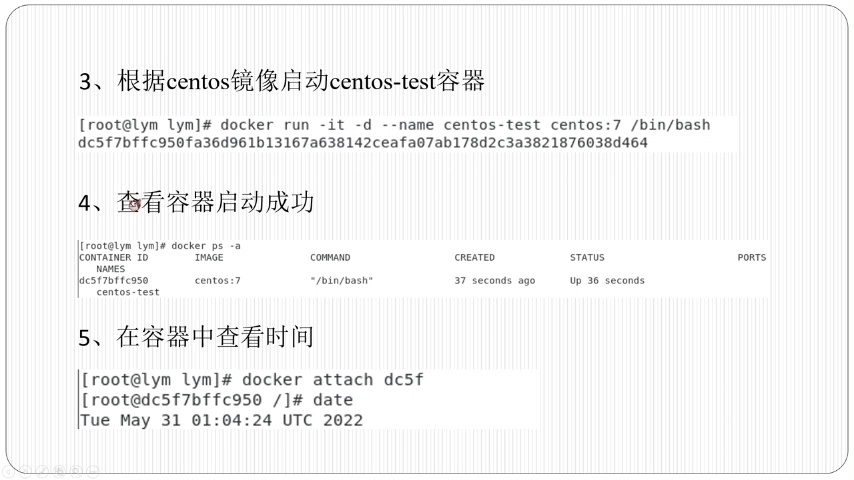 3、根据centos镜像启动centos-test容器
[root@lym lym]# docker run -it -d --name centos-test centos:7 /bin/bash
dc5f7bffc950fa36d961b13167a638142ceafa07ab178d2c3a3821876038d464
4、查看容器启动成功
[root@lym lym]# docker ps -a
CONTAINER ID IMAGE COMMAND CREATED STATUS PORTS
NAMES
dc5f7bffc950 centos:7 "/bin/bash" 37 seconds ago Up 36 seconds
centos-test
5、在容器中查看时间
[root@lym lym]# docker attach dc5f
[root@dc5f7bffc950 /]# date
Tue May 31 01:04:24 UTC 2022